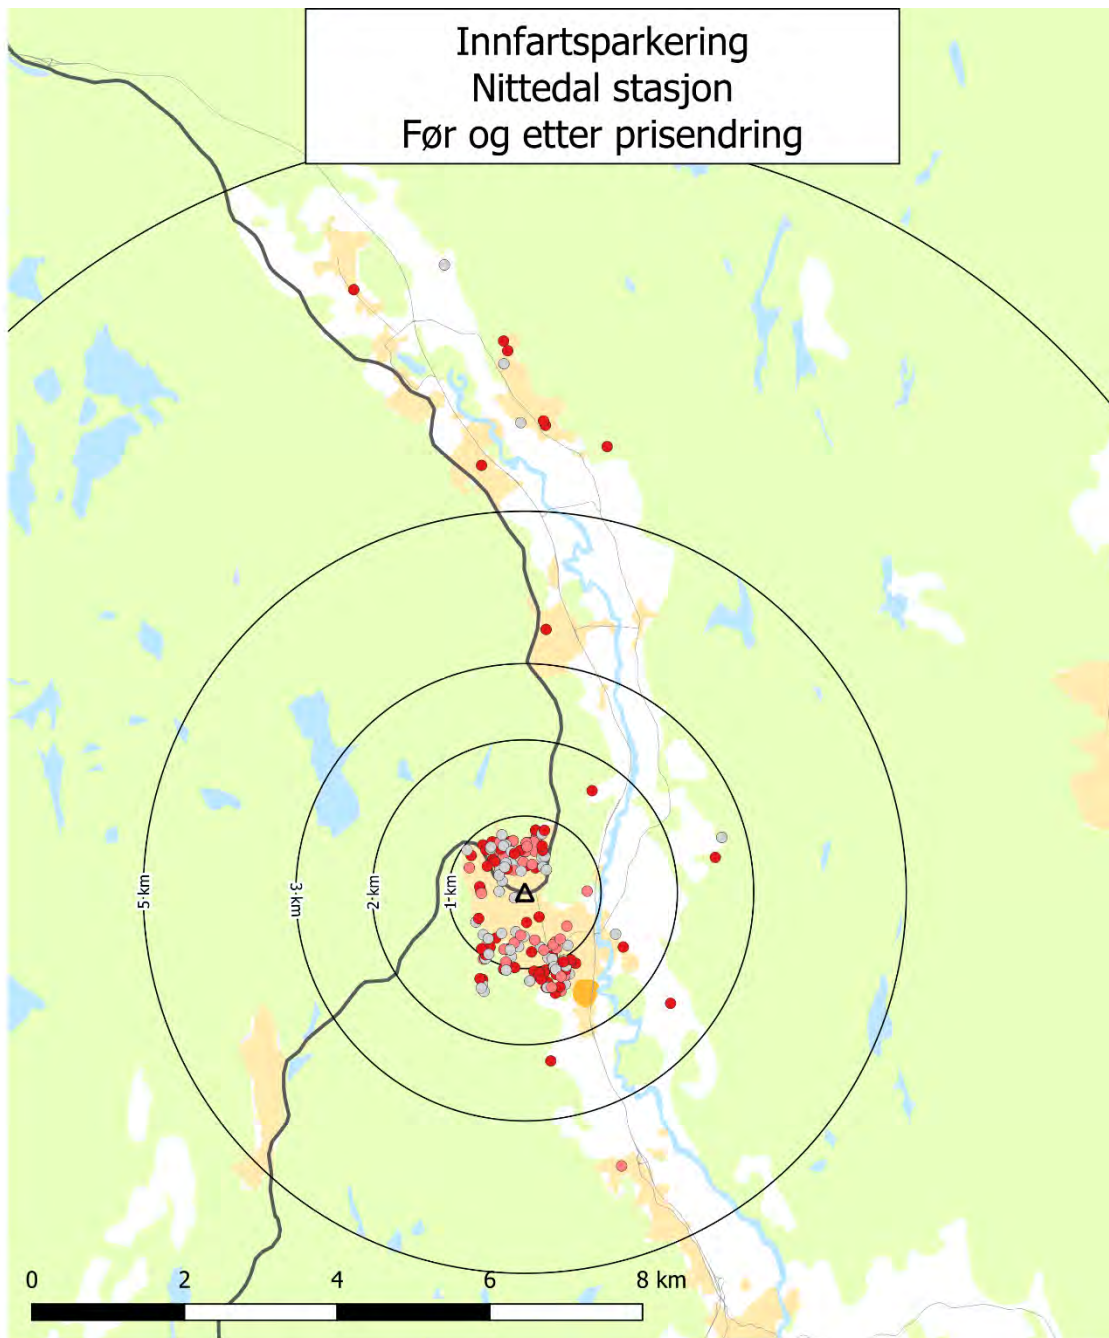 Innfartsparkering
Nittedal stasjon
Før og etter prisendring
5·km
3·km
2·km
1·km
0 2 4 6 8 km